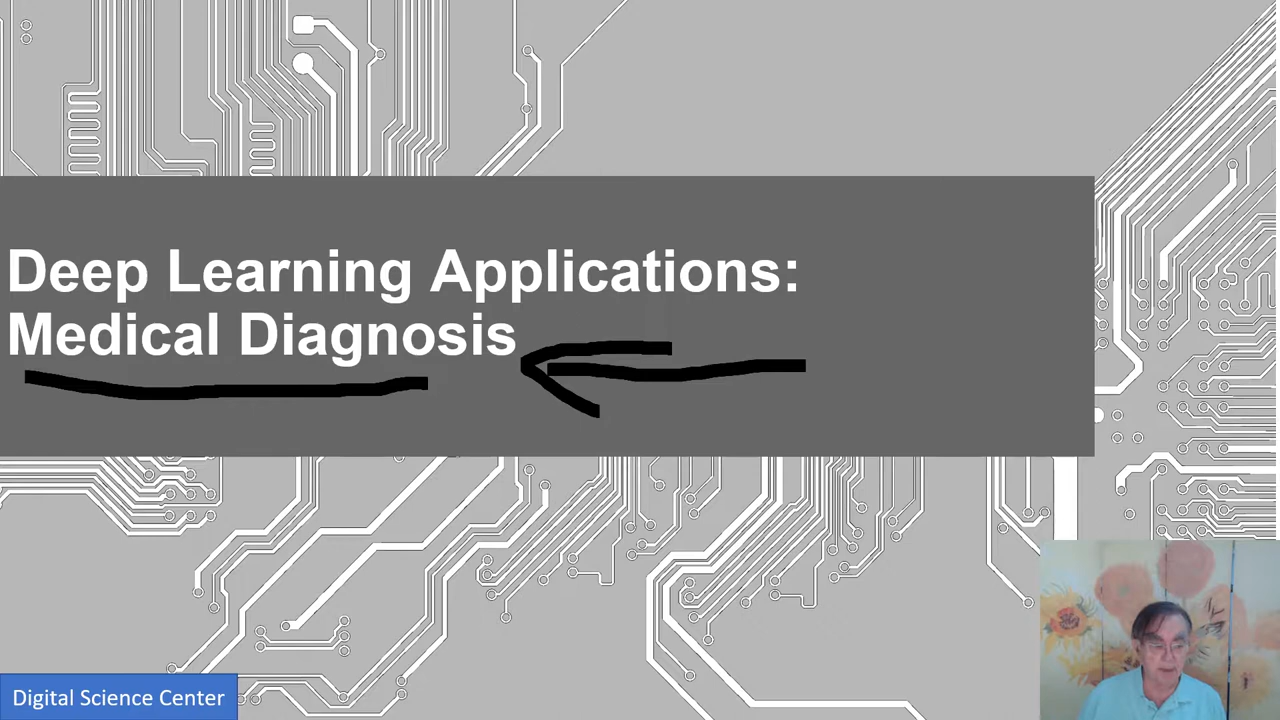 Deep Learning Applications:
Medical Diagnosis
Digital Science Center